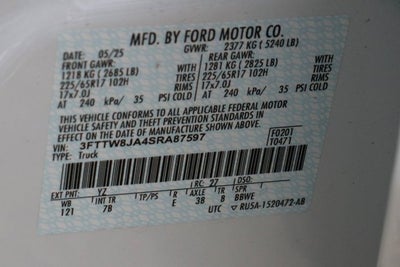 MFD. BY FORD MOTOR CO.
DATE: 05/25 GVWR: 2377 KG ( 5240 LB)
FRONT GAWR: REAR GAWR:
1218 KG ( 2685 LB) WITH 1281 KG ( 2825 LB) WITH
225/65R17 102H TIRES 225/65R17 102H TIRES
17x7.0J RIMS 17x7.0J RIMS
AT 240 kPa/ 35 PSI COLD AT 240 kPa/ 35 PSI COLD
THIS VEHICLE CONFORMS TO ALL APPLICABLE FEDERAL MOTOR
VEHICLE SAFETY AND THEFT PREVENTION STANDARDS IN
EFFECT ON THE DATE OF MANUFACTURE SHOWN ABOVE.
VIN: 3FTTW8JA4SRA87597 F0201
TYPE: Truck T0471
EXT PNT: YZ RC: 27 DSO:
WB INT TR TP/PS R AXLE TR SPR
121 7B E 38 B BBWE
UTC RU5A-1520472-AB